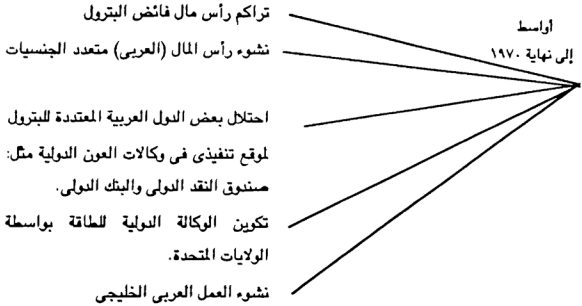 أواسط
إلى نهاية ١٩٧٠
تراكم رأس مال فائض البترول
نشوء رأس المال (العربى) متعدد الجنسيات
احتلال بعض الدول العربية المعتددة للبترول
لموقع تنفيذى فى وكالات العون الدولية مثل:
صندوق النقد الدولى والبنك الدولى.
تكوين الوكالة الدولية للطاقة بواسطة
الولايات المتحدة.
نشوء العمل العربى الخليجى